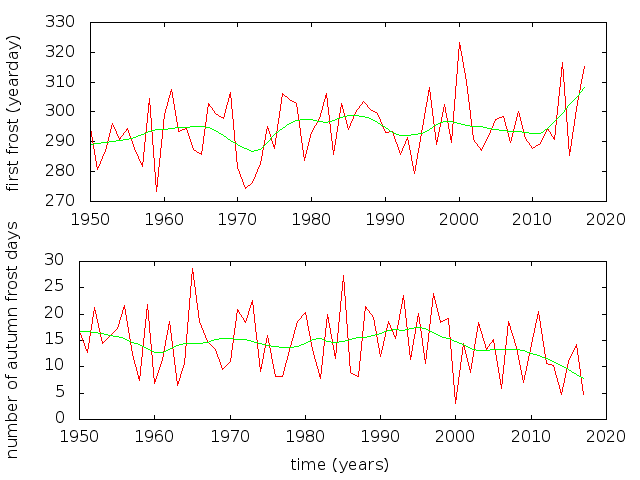 330
320
310
300
290
280
270
first frost (yearday)
1950 1960 1970 1980 1990 2000 2010 2020
30
25
20
15
10
5
0
number of autumn frost days
1950 1960 1970 1980 1990 2000 2010 2020
time (years)